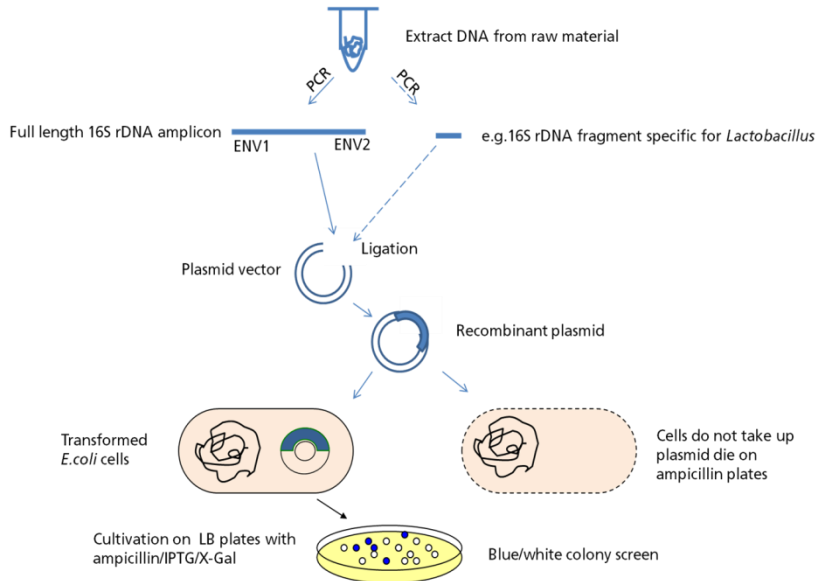 Extract DNA from raw material
PCR
PCR
Full length 16S rDNA amplicon
ENV1
ENV2
e.g.16S rDNA fragment specific for Lactobacillus
Ligation
Plasmid vector
Recombinant plasmid
Transformed
E.coli cells
Cells do not take up
plasmid die on
ampicillin plates
Cultivation on LB plates with
ampicillin/IPTG/X-Gal
Blue/white colony screen